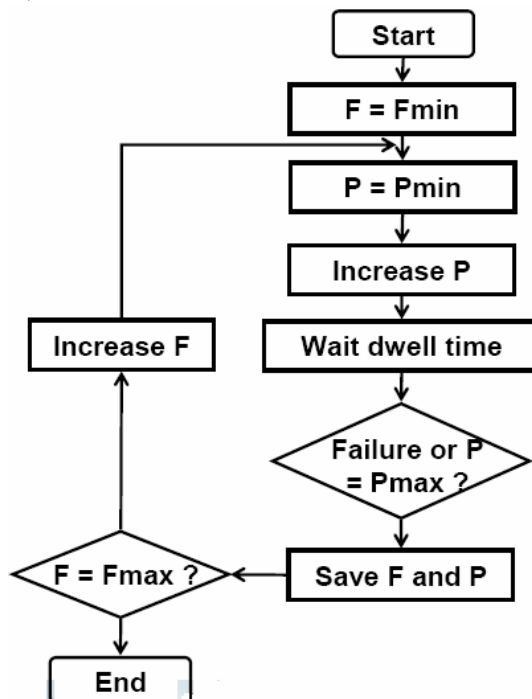 Start
F = Fmin
P = Pmin
Increase P
Increase F
Wait dwell time
Failure or P
= Pmax ?
F = Fmax ?
Save F and P
End